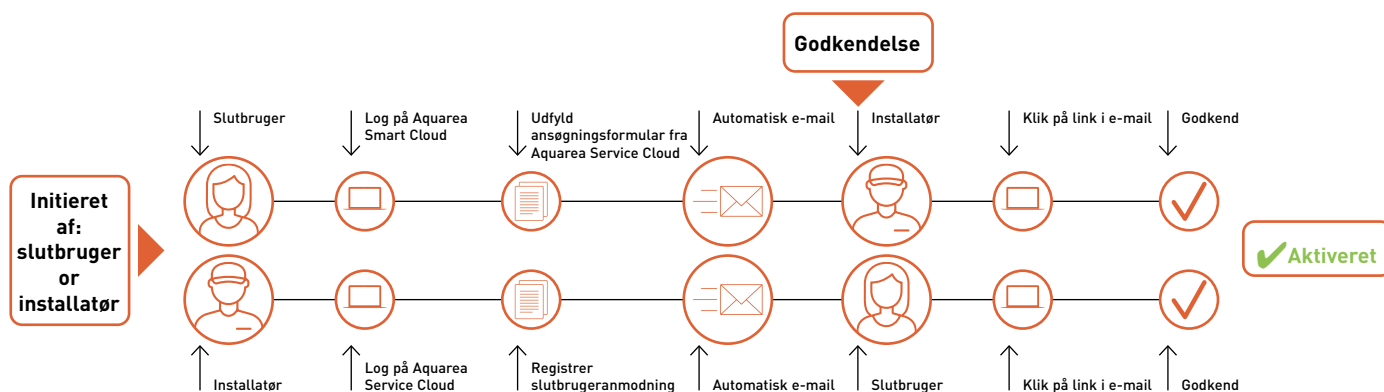 Godkendelse
Slutbruger
Log på Aquarea
Smart Cloud
Udfyld
ansøgningsformular fra
Aquarea Service Cloud
Automatisk e-mail
Installatør
Klik på link i e-mail
Godkend
Initieret
af:
slutbruger
or
installatør
Aktiveret
Installatør
Log på Aquarea
Service Cloud
Registrer
slutbrugeranmodning
Automatisk e-mail
Slutbruger
Klik på link i e-mail
Godkend